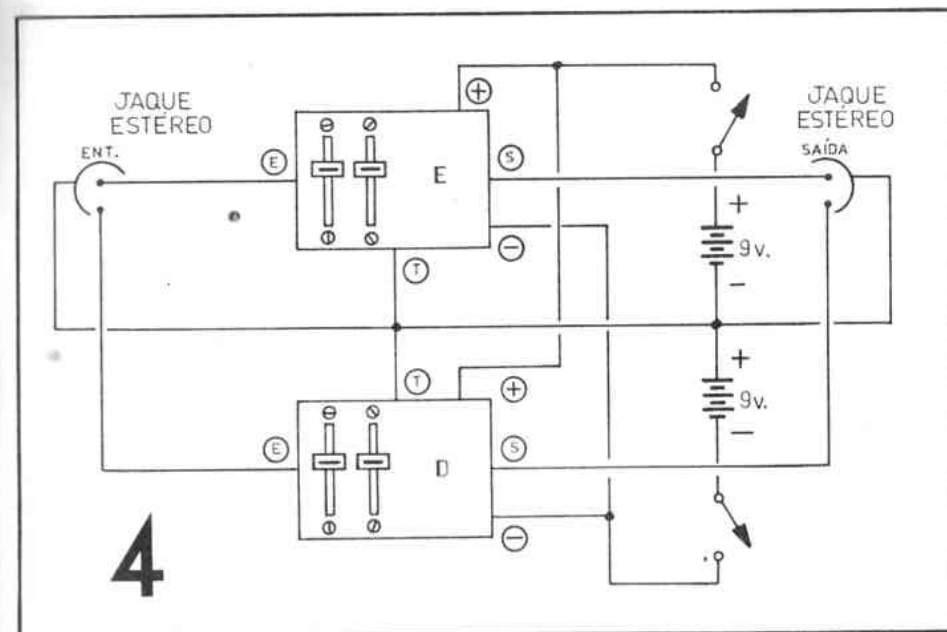 JAQUE
ESTÉREO
ENT.
E
+
E
S
−
T
JAQUE
ESTÉREO
SAÍDA
+
9v.
−
T
+
E
D
S
−
+
9v.
−
4